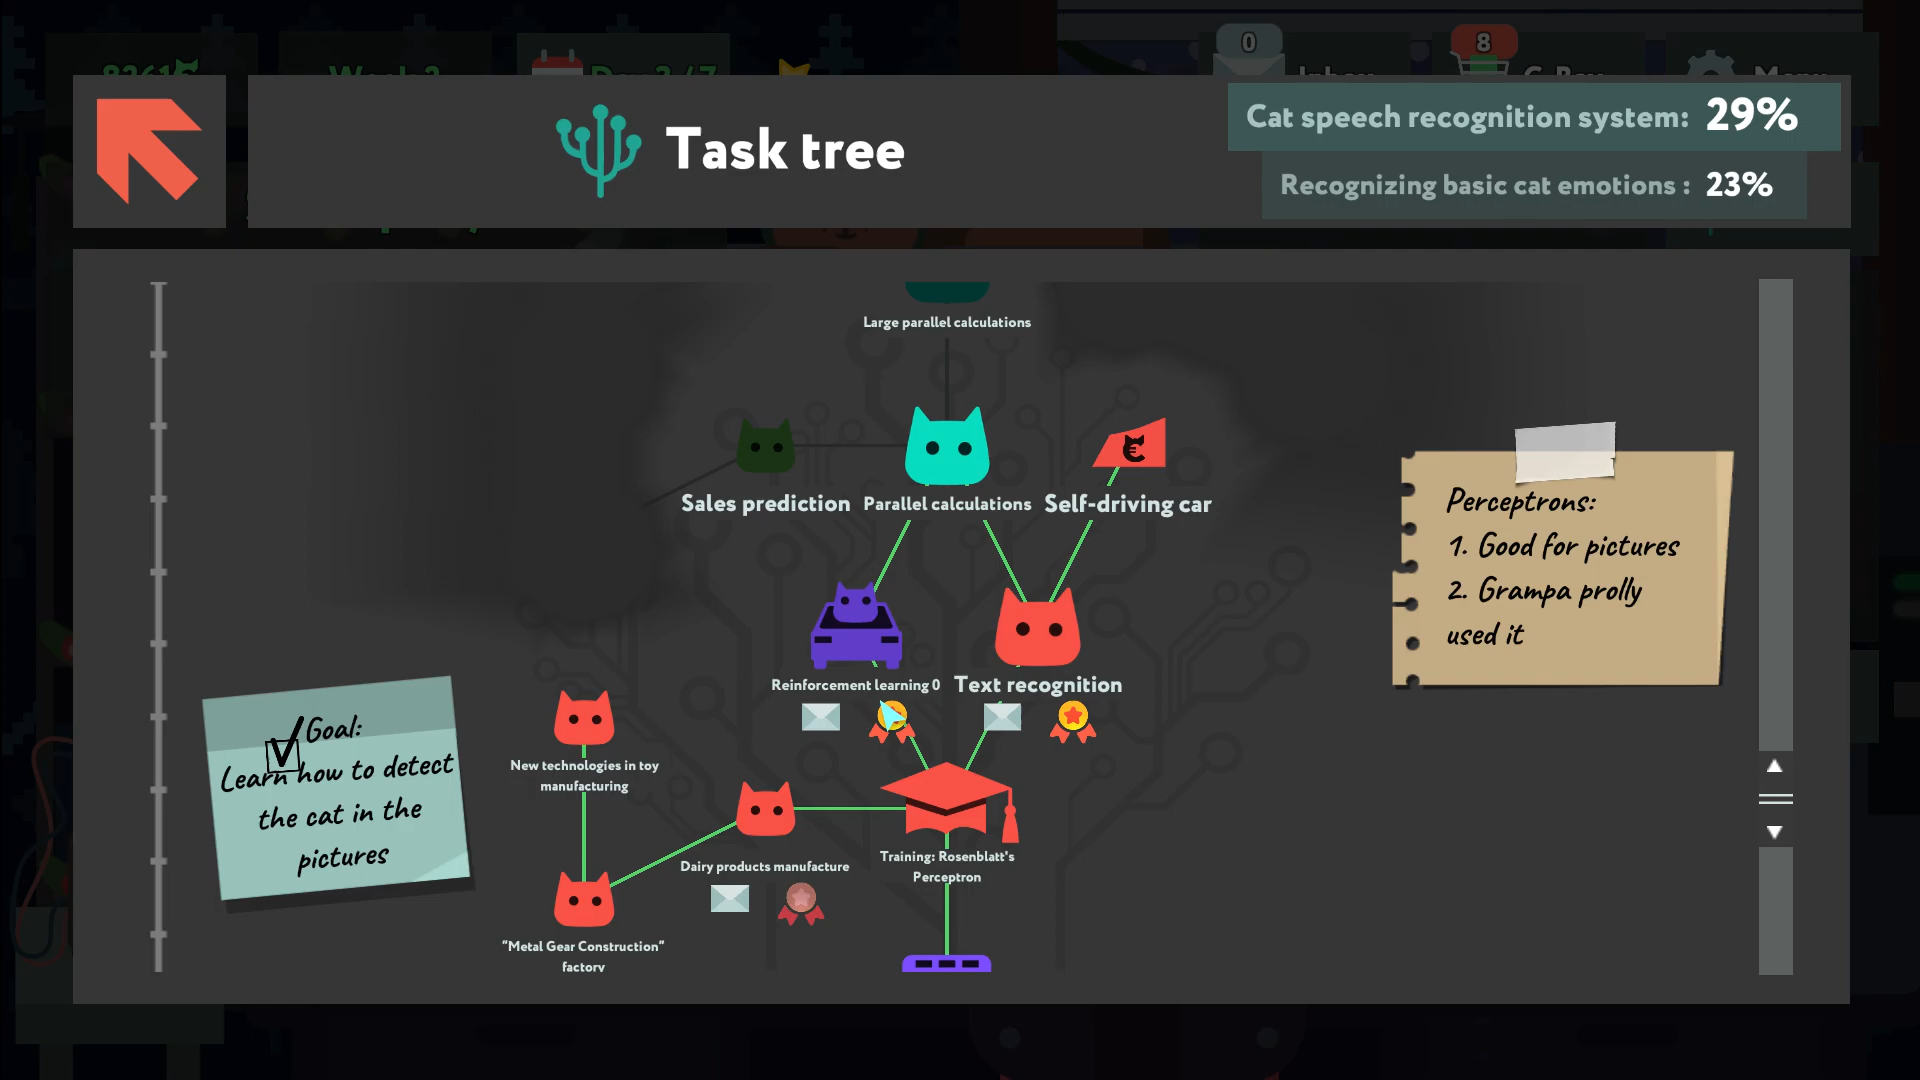 0
8
Task tree
Cat speech recognition system: 29%
Recognizing basic cat emotions : 23%
Large parallel calculations
Sales prediction
Parallel calculations
Self-driving car
Perceptrons:
1. Good for pictures
2. Grampa prolly
used it
Reinforcement learning 0
Text recognition
Goal:
Learn how to detect
the cat in the
pictures
New technologies in toy
manufacturing
Dairy products manufacture
Training: Rosenblatt's
Perceptron
"Metal Gear Construction"
factory